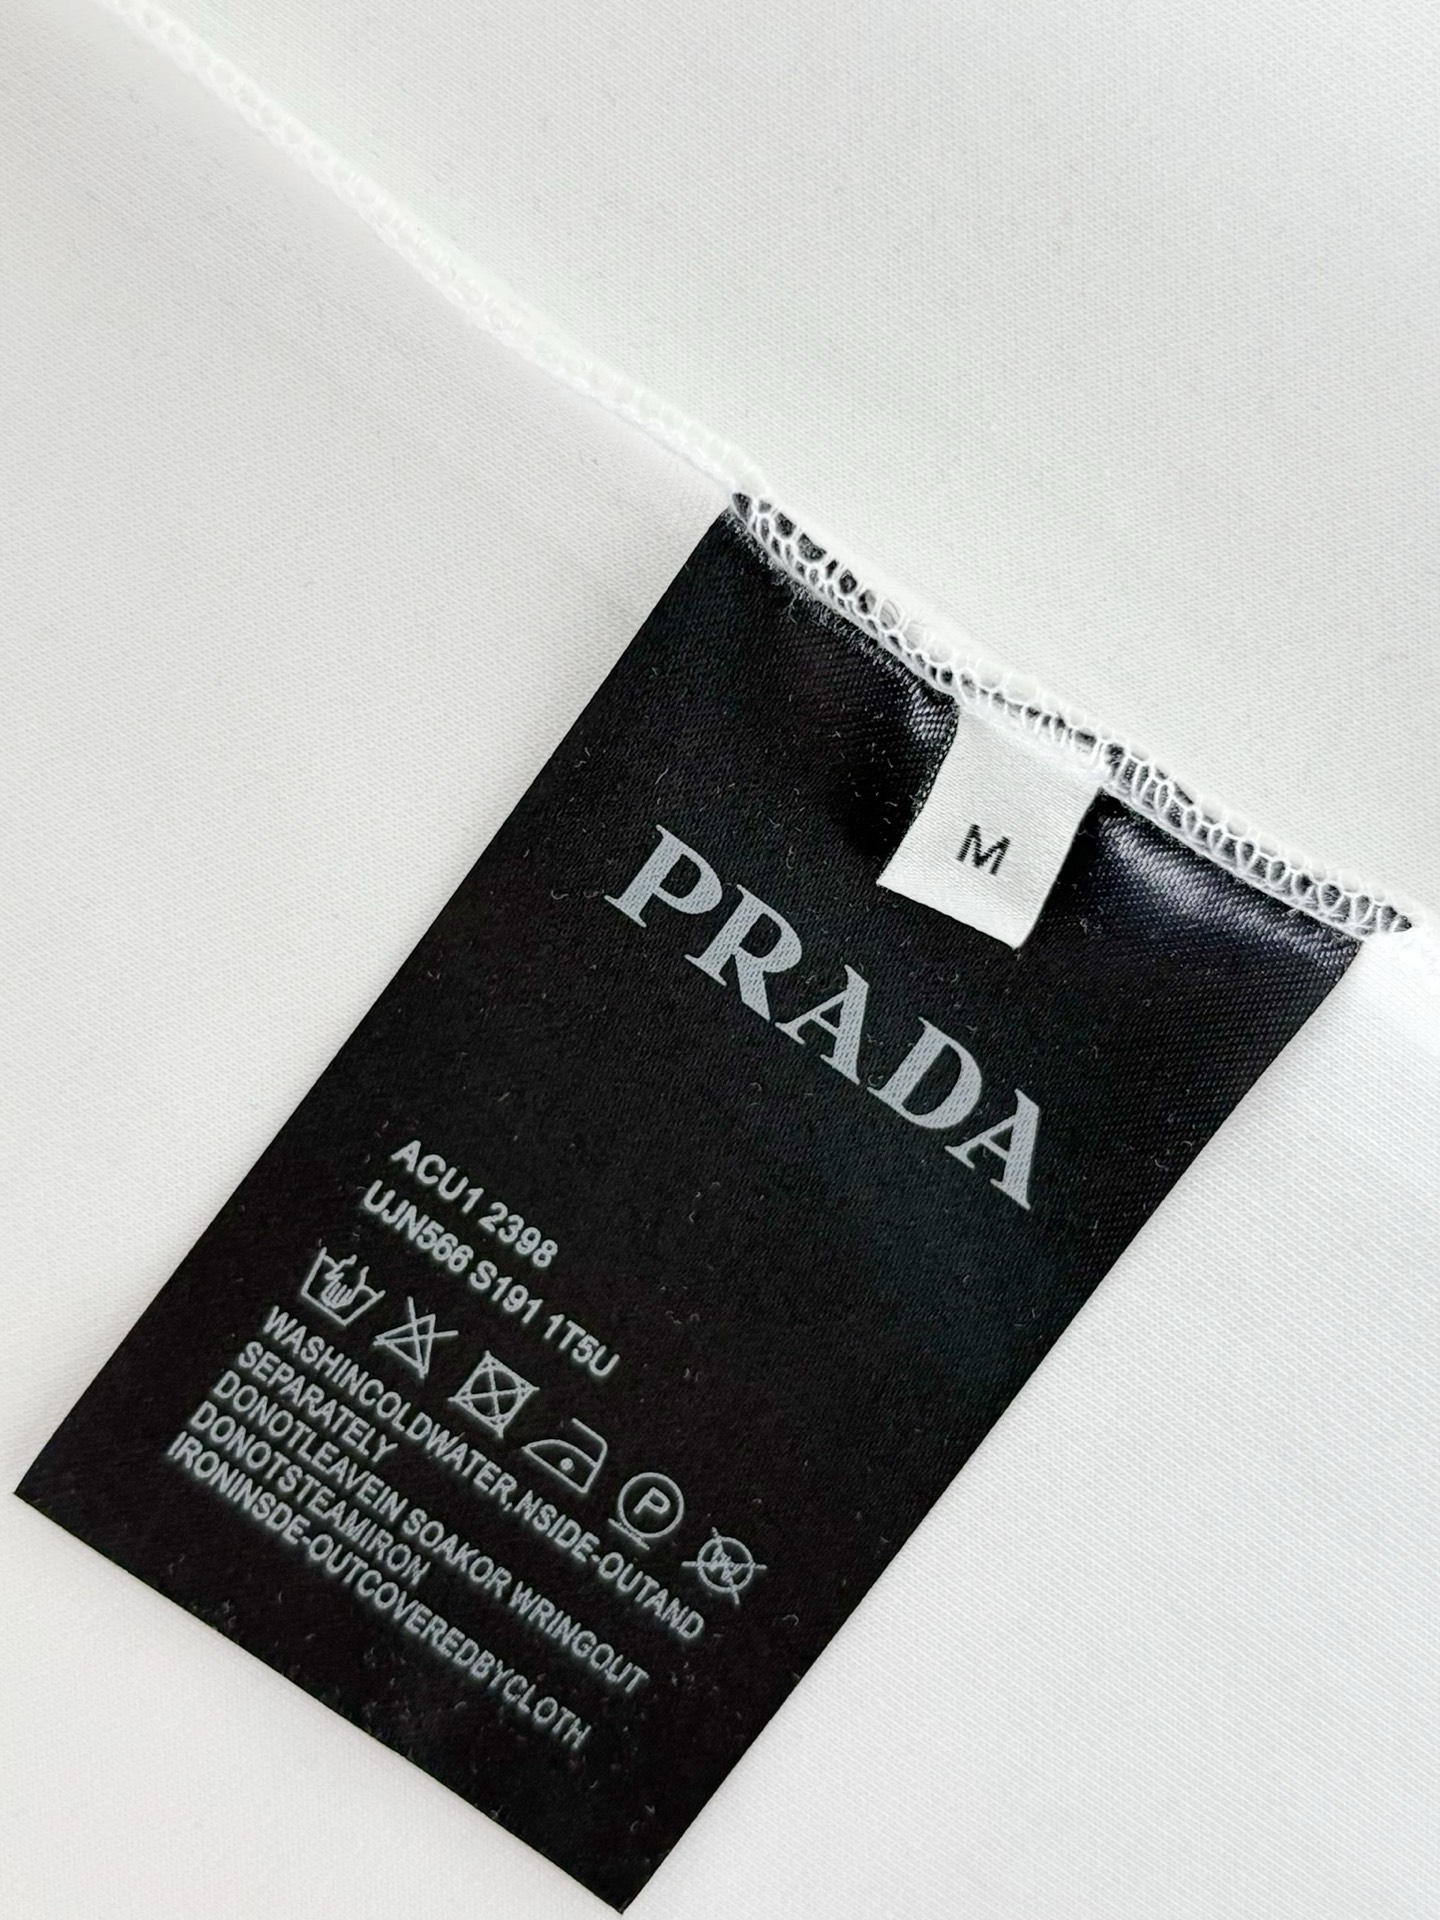 M
PRADA
ACU1 2398
UJN566 S191 1T5U
P
W
WASHINCOLDWATER,NSIDE-OUTAND
SEPARATELY
DONOTLEAVEIN SOAKOR WRINGOUT
DONOTSTEAMIRON
IRONINSDE-OUTCOVEREDBYCLOTH